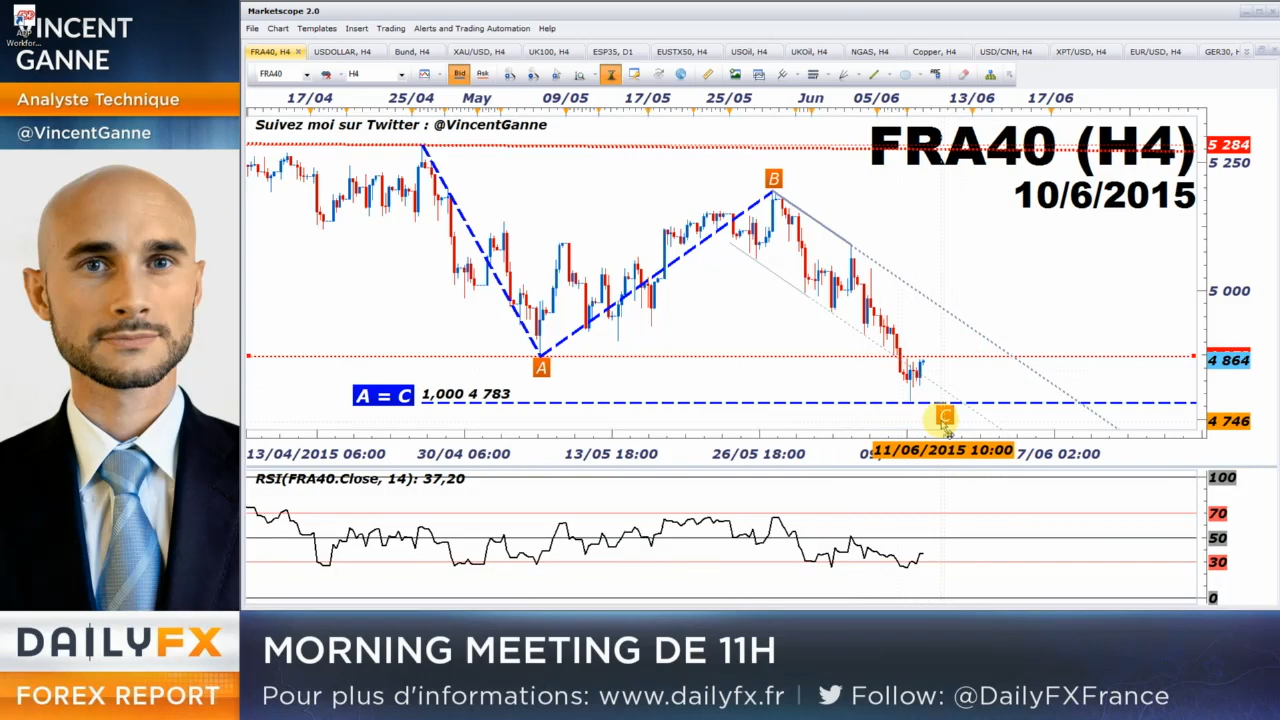 VINCENT
GANNE
Analyste Technique
@VincentGanne
Marketscope 2.0
File Chart Templates Insert Trading Alerts and Trading Automation Help
FRA40, H4 USDOLLAR, H4 Bund, H4 XAU/USD, H4 UK100, H4 ESP35, D1 EUSTX50, H4 USOil, H4 UKOil, H4 NGAS, H4 Copper, H4 USD/CNH, H4 XPT/USD, H4 EUR/USD, H4 GER30, H
FRA40 H4 Bid Ask
17/04 25/04 May 09/05 17/05 25/05 Jun 05/06 13/06 17/06
Suivez moi sur Twitter : @VincentGanne
FRA40 (H4)
10/6/2015
5 284
5 250
B
5 000
4 864
A
A = C 1,000 4 783
C
4 746
13/04/2015 06:00 30/04 06:00 13/05 18:00 26/05 18:00 11/06/2015 10:00 7/06 02:00
RSI(FRA40.Close, 14): 37,20
100
70
50
30
0
DAILYFX
FOREX REPORT
MORNING MEETING DE 11H
Pour plus d'informations: www.dailyfx.fr | Follow: @DailyFXFrance